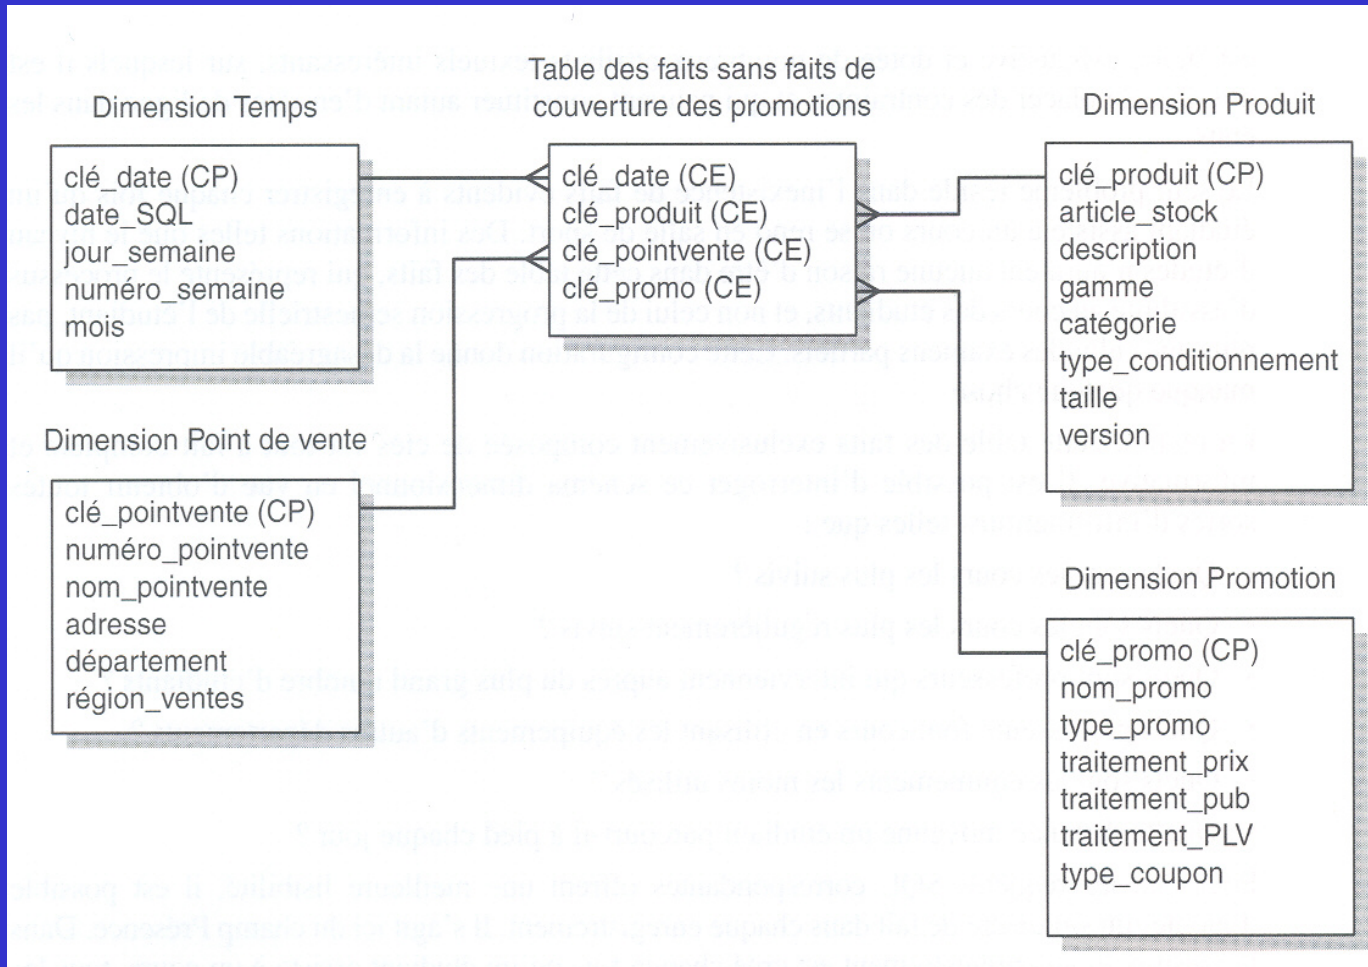 Dimension Temps
clé_date (CP)
date_SQL
jour_semaine
numéro_semaine
mois
Dimension Point de vente
clé_pointvente (CP)
numéro_pointvente
nom_pointvente
adresse
département
région_ventes
Table des faits sans faits de
couverture des promotions
clé_date (CE)
clé_produit (CE)
clé_pointvente (CE)
clé_promo (CE)
Dimension Produit
clé_produit (CP)
article_stock
description
gamme
catégorie
type_conditionnement
taille
version
Dimension Promotion
clé_promo (CP)
nom_promo
type_promo
traitement_prix
traitement_pub
traitement_PLV
type_coupon